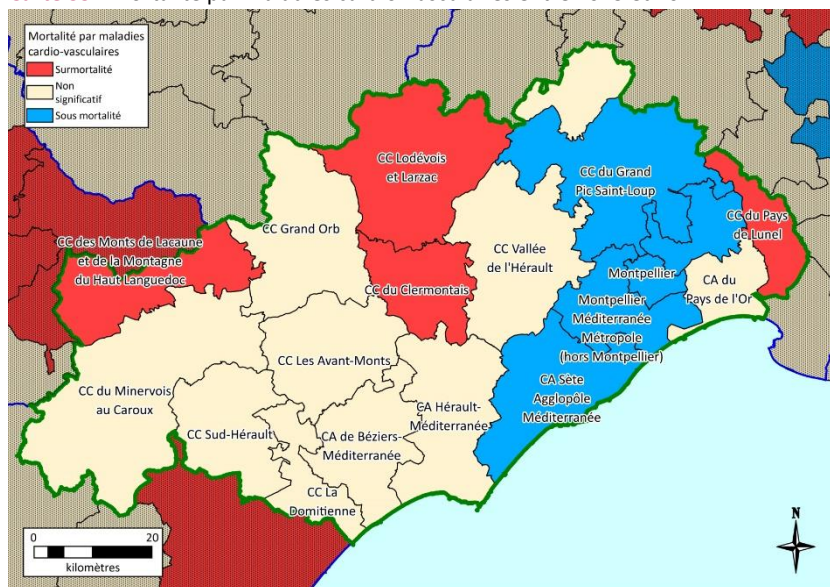 Mortalité par maladies
cardio-vasculaires
Surmortalité
Non
significatif
Sous mortalité
CC Lodévois
et Larzac
CC du Grand
Pic Saint-Loup
CC du Pays
de Lunel
CC Grand Orb
CC des Monts de Lacaune
et de la Montagne
du Haut Languedoc
CC Vallée
de l'Hérault
Montpellier
CA du
Pays de l'Or
CC du Clermontais
Montpellier
Méditerranée
Métropole
(hors Montpellier)
CC Les Avant-Monts
CC du Minervois
au Caroux
CA Sète
Agglopôle
Méditerranée
CA Hérault-
Méditerranée
CC Sud-Hérault
CA de Béziers-
Méditerranée
CC La
Domitienne
0 20
kilomètres
N